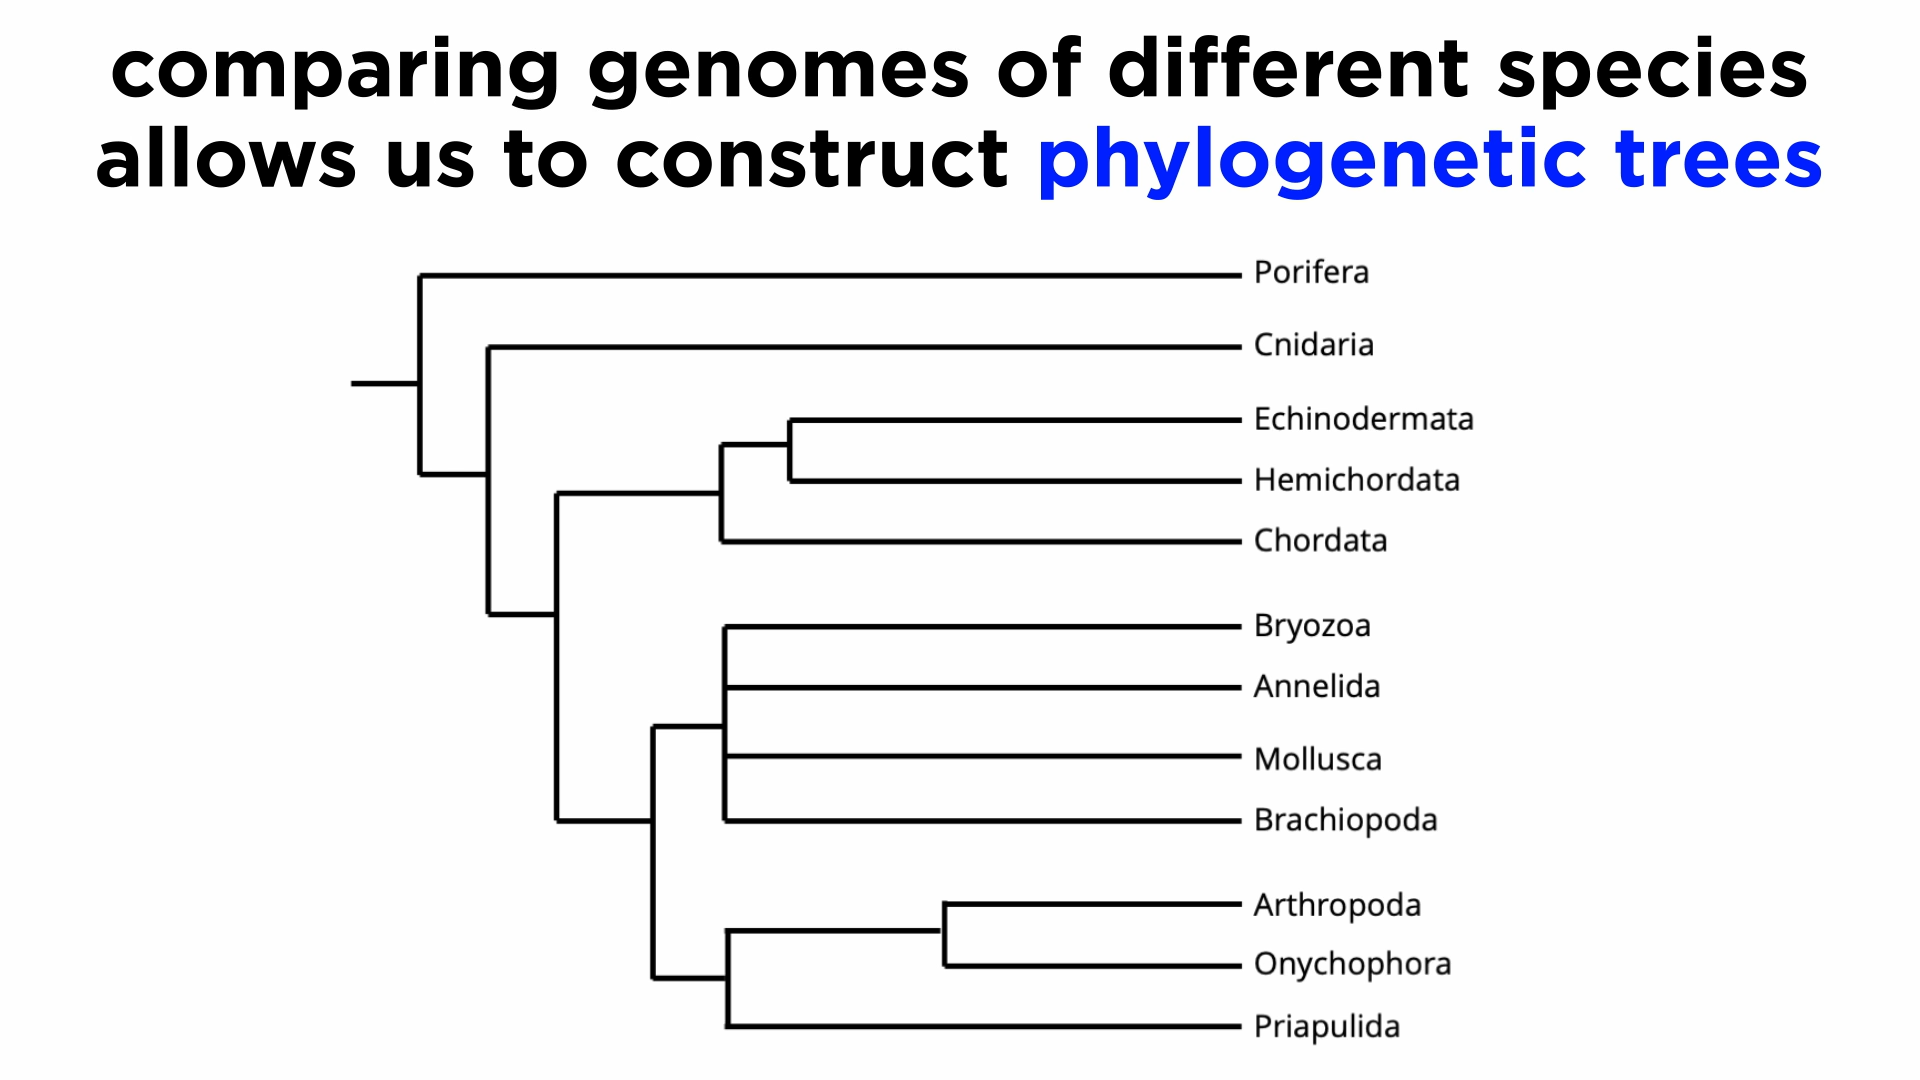 comparing genomes of different species
allows us to construct phylogenetic trees
Porifera
Cnidaria
Echinodermata
Hemichordata
Chordata
Bryozoa
Annelida
Mollusca
Brachiopoda
Arthropoda
Onychophora
Priapulida